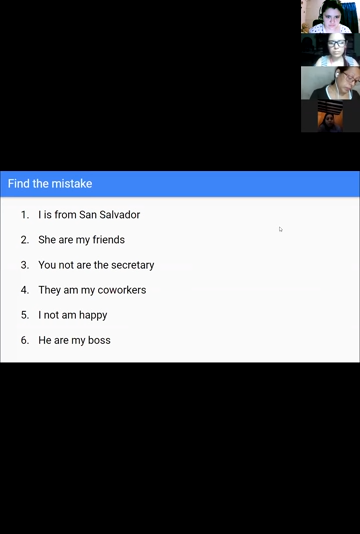 Find the mistake
1. I is from San Salvador
2. She are my friends
3. You not are the secretary
4. They am my coworkers
5. I not am happy
6. He are my boss